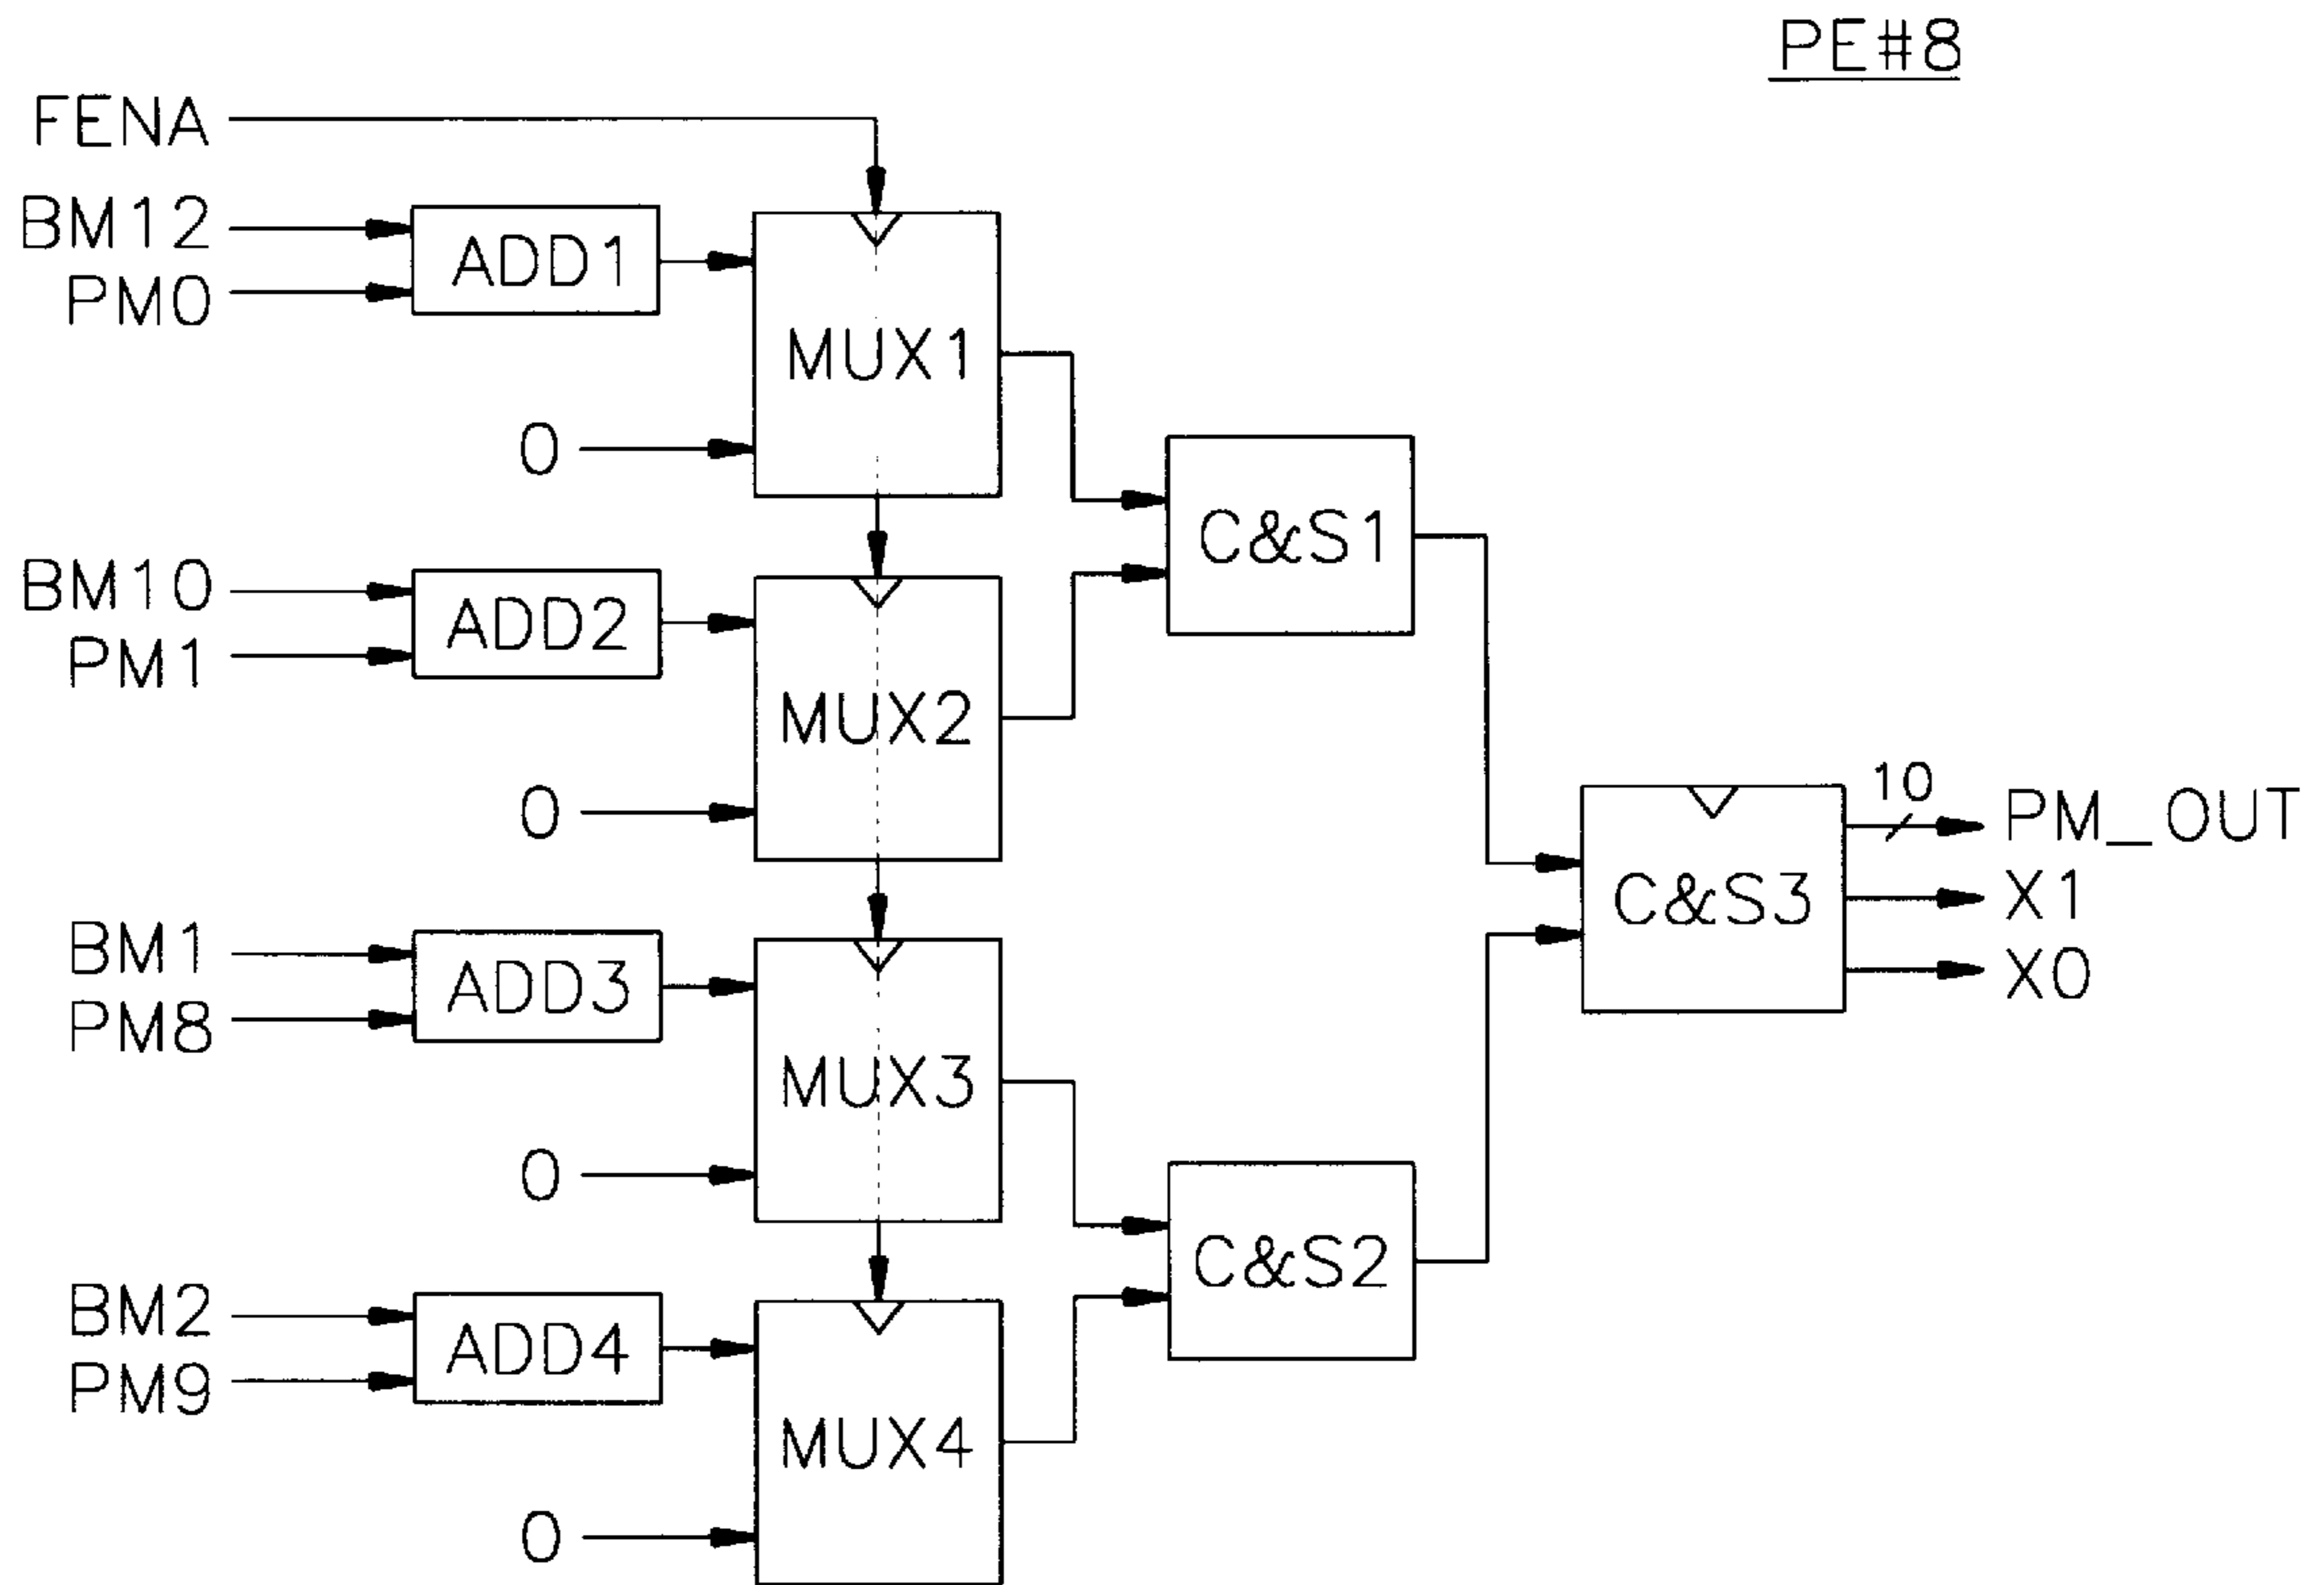 PE#8
FENA
BM12
PM0
ADD1
MUX1
0
C&S1
BM10
PM1
ADD2
MUX2
0
10
PM_OUT
X1
X0
C&S3
BM1
PM8
ADD3
MUX3
0
C&S2
BM2
PM9
ADD4
MUX4
0